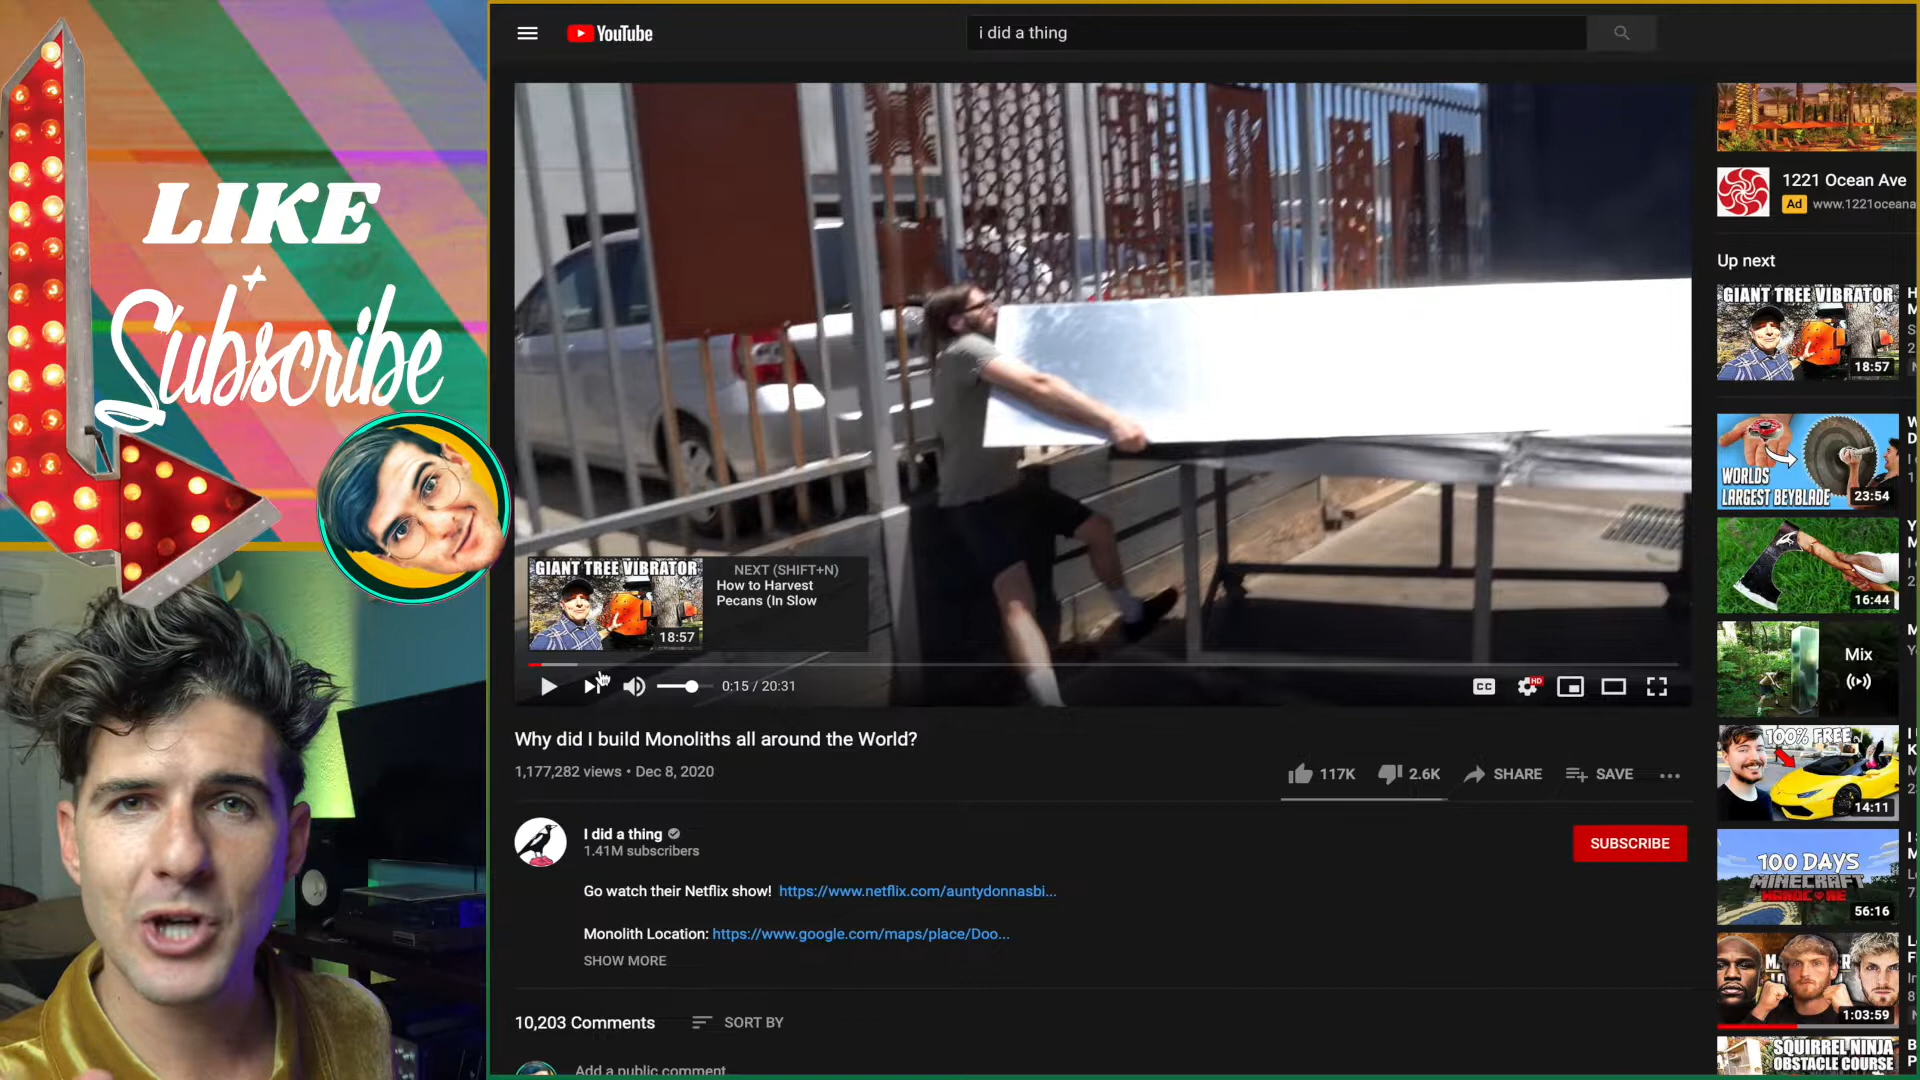 LIKE
+
Subscribe
YouTube
i did a thing
GIANT TREE VIBRATOR
18:57
NEXT (SHIFT+N)
How to Harvest
Pecans (In Slow
0:15 / 20:31
CC
HD
Why did I build Monoliths all around the World?
1,177,282 views • Dec 8, 2020
117K
2.6K
SHARE
SAVE
I did a thing
1.41M subscribers
SUBSCRIBE
Go watch their Netflix show! https://www.netflix.com/auntydonnasbi...
Monolith Location: https://www.google.com/maps/place/Doo...
SHOW MORE
10,203 Comments
SORT BY
Add a public comment
1221 Ocean Ave
Ad www.1221oceana
Up next
GIANT TREE VIBRATOR
18:57
WORLDS
LARGEST BEYBLADE
23:54
16:44
Mix
100% FREE
14:11
100 DAYS
MINECRAFT
HARDCORE
56:16
1:03:59
SQUIRREL NINJA
OBSTACLE COURSE